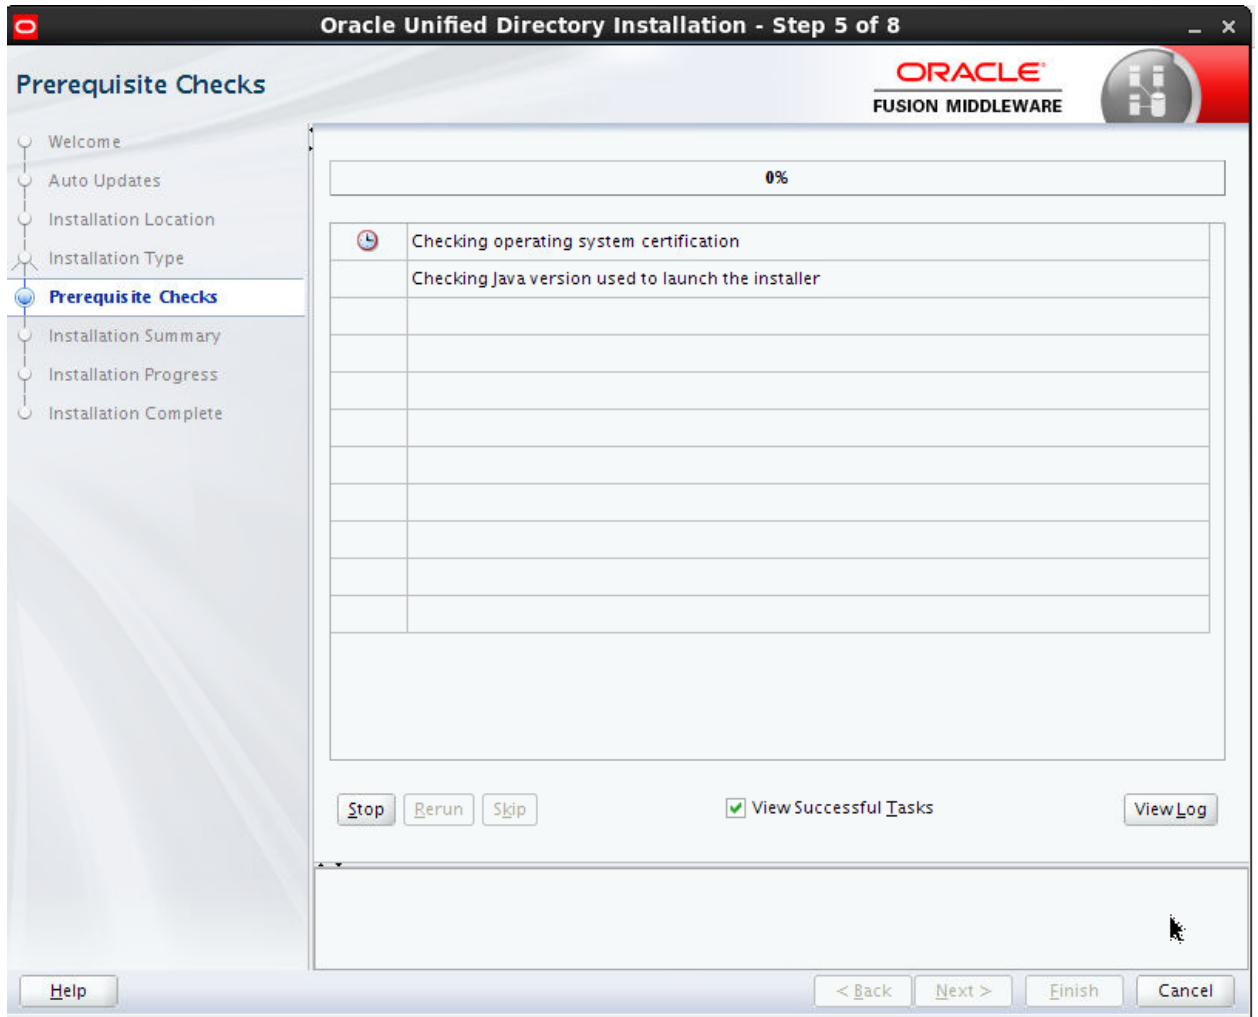 Oracle Unified Directory Installation - Step 5 of 8
Prerequisite Checks
ORACLE
FUSION MIDDLEWARE
Welcome
Auto Updates
Installation Location
Installation Type
Prerequisite Checks
Installation Summary
Installation Progress
Installation Complete
0%
Checking operating system certification
Checking Java version used to launch the installer
Stop
Rerun
Skip
View Successful Tasks
View Log
Help
< Back
Next >
Finish
Cancel